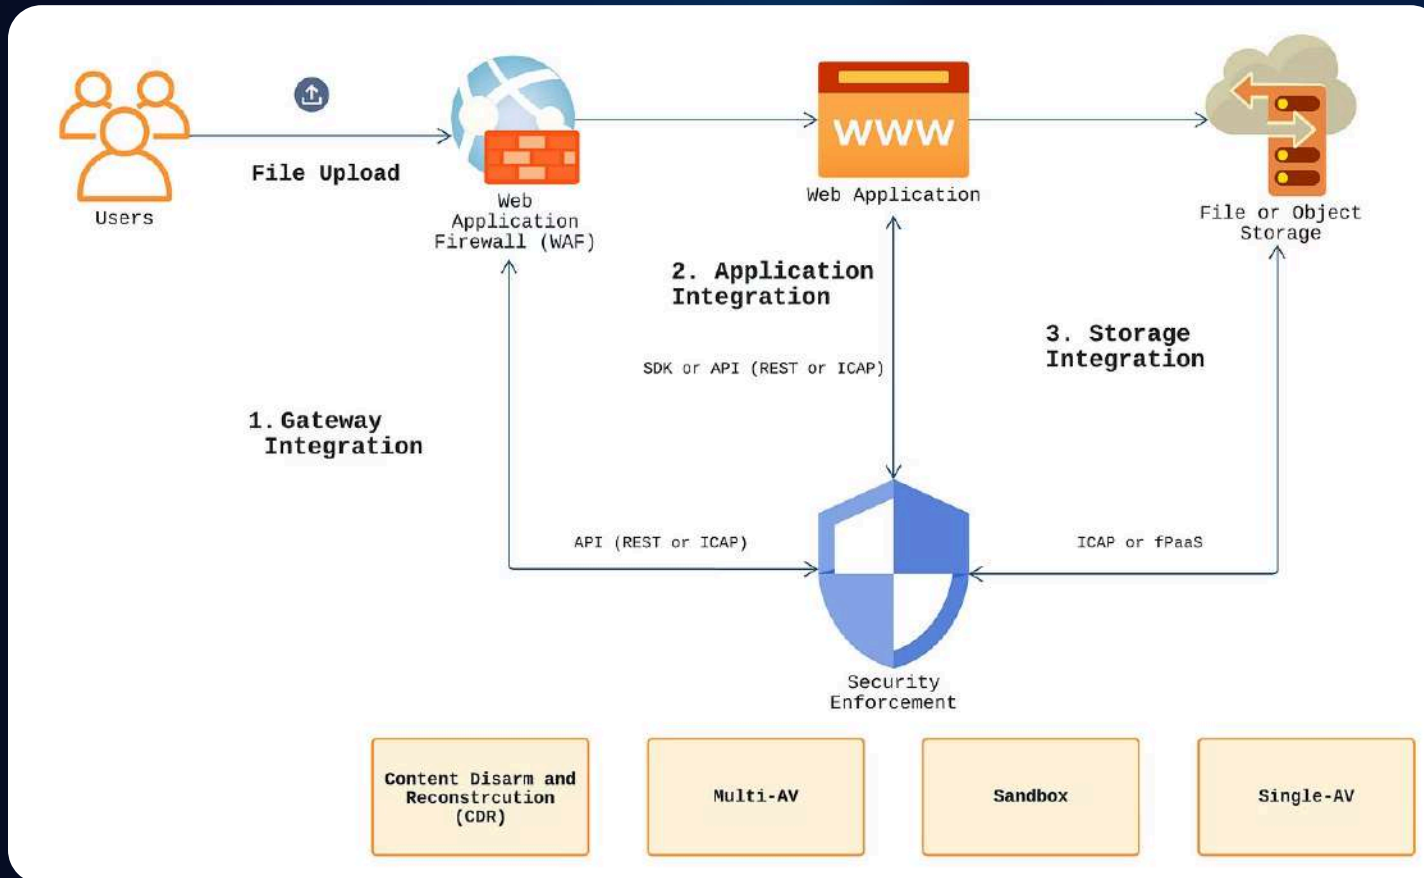 File Upload
Users
Web
Application
Firewall (WAF)
WWW
Web Application
File or Object
Storage
2. Application
Integration
SDK or API (REST or ICAP)
3. Storage
Integration
1. Gateway
Integration
API (REST or ICAP)
ICAP or fPaaS
Security
Enforcement
Content Disarm and
Reconstrcution
(CDR)
Multi-AV
Sandbox
Single-AV